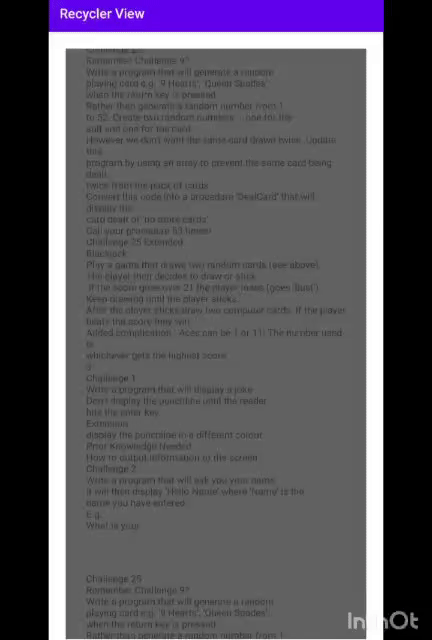 Recycler View
Challenge 25
Remember Challenge 9?
Write a program that will generate a random
playing card e.g. '9 Hearts', 'Queen Spades'
when the return key is pressed
Rather than generate a random number from 1
to 52. Create two random numbers – one for the
suit and one for the card
However we don't want the same card drawn twice. Update
this
program by using an array to prevent the same card being
dealt
twice from the pack of cards
Convert this code into a procedure 'DealCard' that will
display the
card dealt or 'no more cards'
Call your procedure 53 times!
Challenge 25 Extended
Blackjack
Play a game that draws two random cards (see above)
The player then decides to draw or stick
If the score goes over 21 the player loses (goes 'Bust')
Keep drawing until the player sticks
After the player sticks draw two computer cards. If the player
beats the score they win
Added complication : Aces can be 1 or 11! The number used
is
whichever gets the highest score
Challenge 1
Write a program that will display a joke
Don't display the punchline until the reader
hits the enter key
Extension
display the punchline in a different colour
Prior Knowledge Needed
How to output information to the screen
Challenge 2
Write a program that will ask you your name
It will then display 'Hello Name' where 'Name' is the
name you have entered
E.g.
What is your
Challenge 25
Remember Challenge 9?
Write a program that will generate a random
playing card e.g. '9 Hearts', 'Queen Spades'
when the return key is pressed
Rather than generate a random number from 1
InShOt